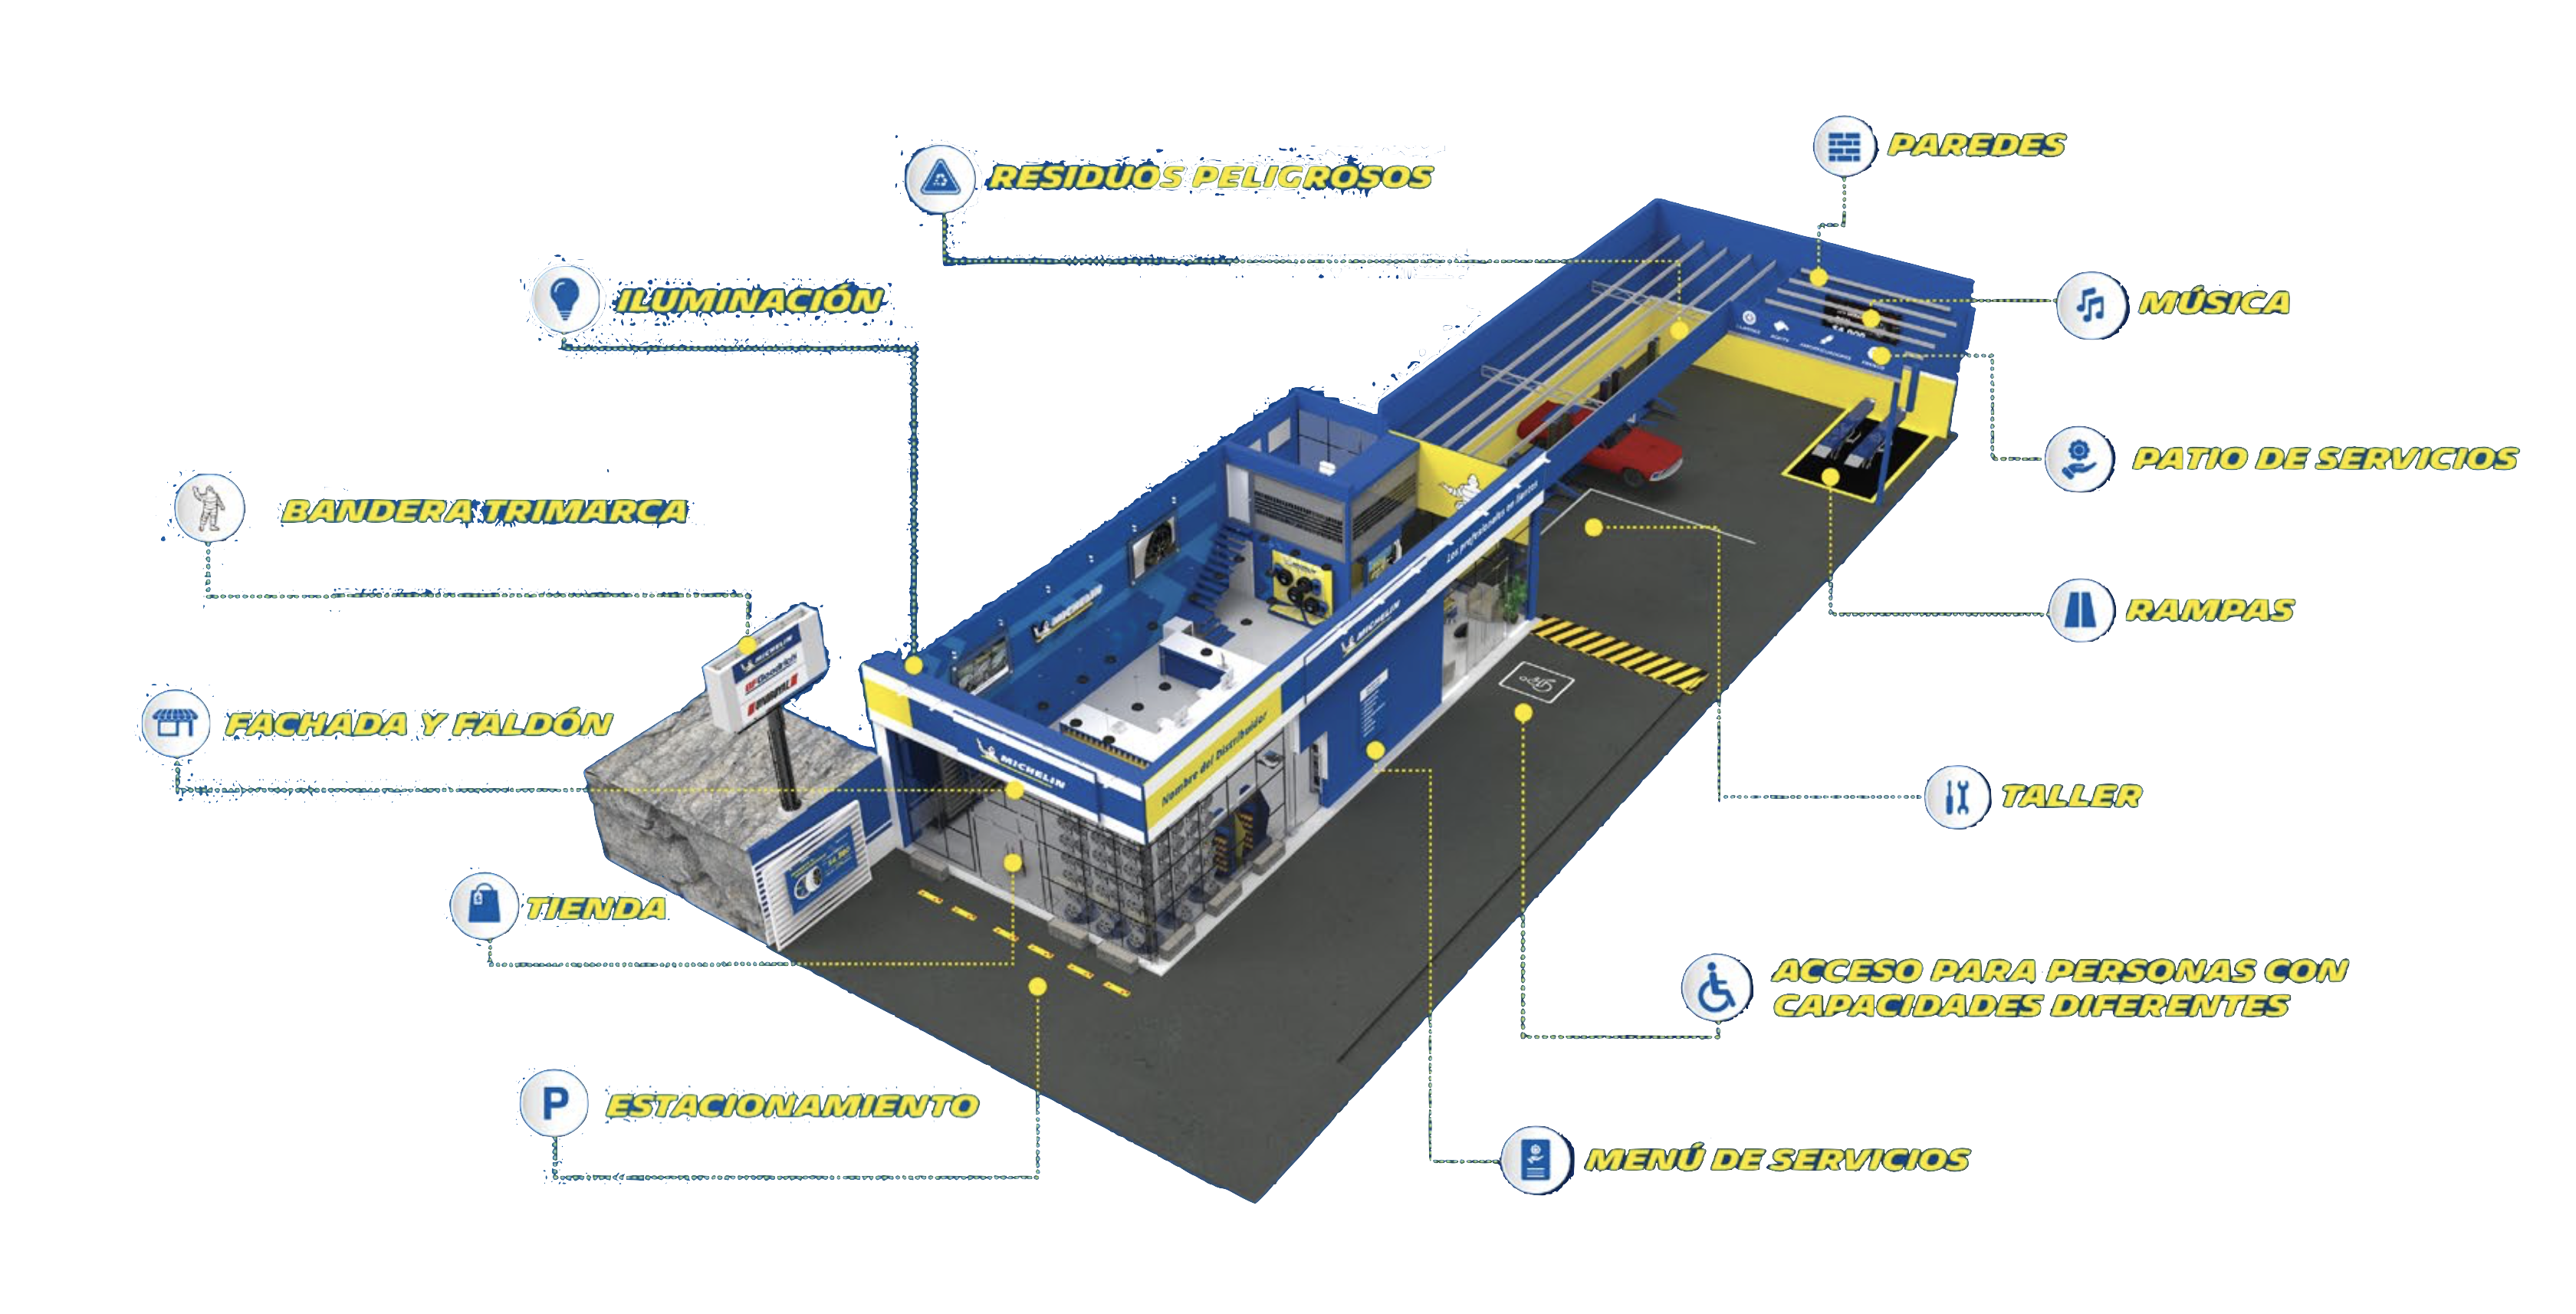 PAREDES
RESIDUOS PELIGROSOS
MÚSICA
ILUMINACIÓN
PATIO DE SERVICIOS
BANDERA TRIMARCA
RAMPAS
FACHADA Y FALDÓN
TALLER
TIENDA
ACCESO PARA PERSONAS CON
CAPACIDADES DIFERENTES
P
ESTACIONAMIENTO
MENÚ DE SERVICIOS
MICHELIN
BFGoodrich
UNIROYAL
MICHELIN
MICHELIN
Nombre del Distribuidor
MICHELIN
Los profesionales en llantas